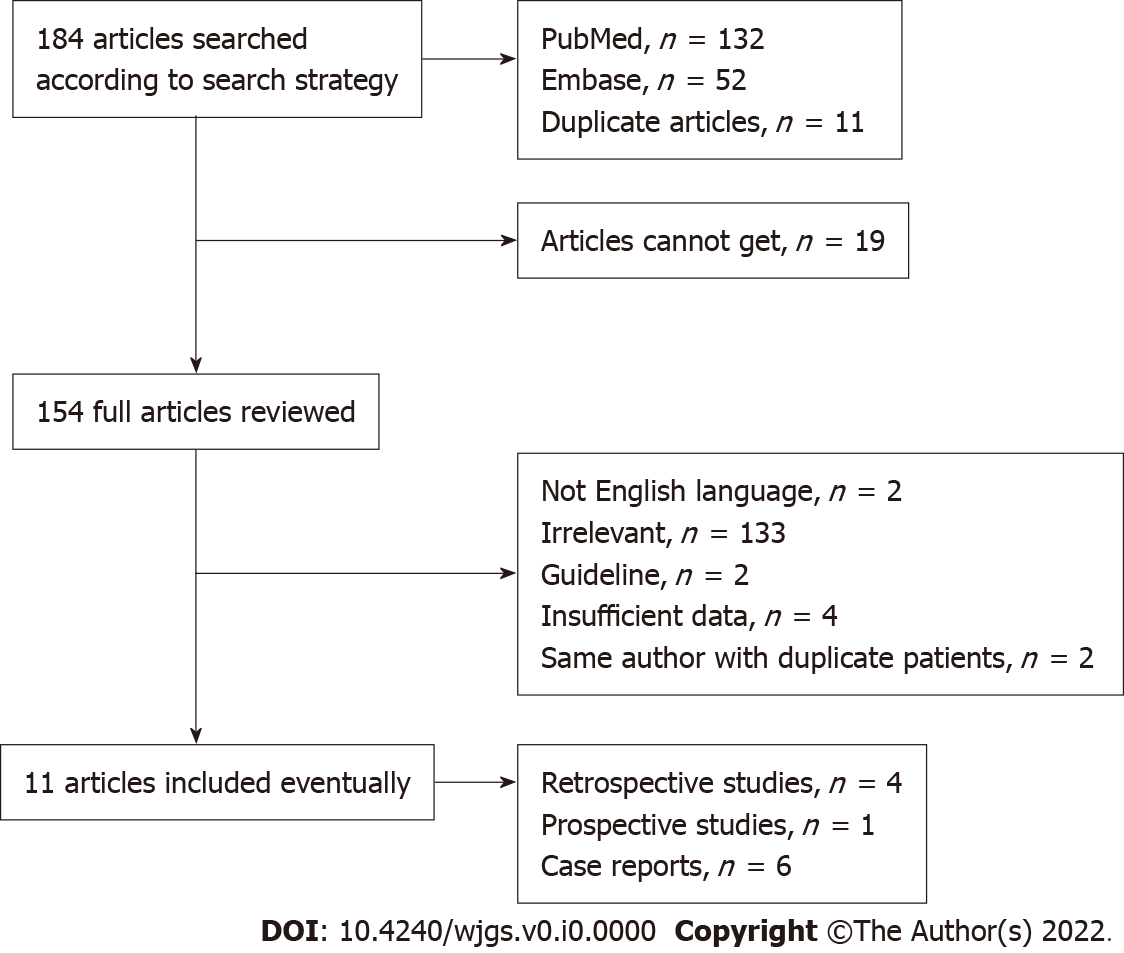 184 articles searched
according to search strategy
PubMed, n = 132
Embase, n = 52
Duplicate articles, n = 11
Articles cannot get, n = 19
154 full articles reviewed
Not English language, n = 2
Irrelevant, n = 133
Guideline, n = 2
Insufficient data, n = 4
Same author with duplicate patients, n = 2
11 articles included eventually
Retrospective studies, n = 4
Prospective studies, n = 1
Case reports, n = 6
DOI: 10.4240/wjgs.v0.i0.0000 Copyright ©The Author(s) 2022.